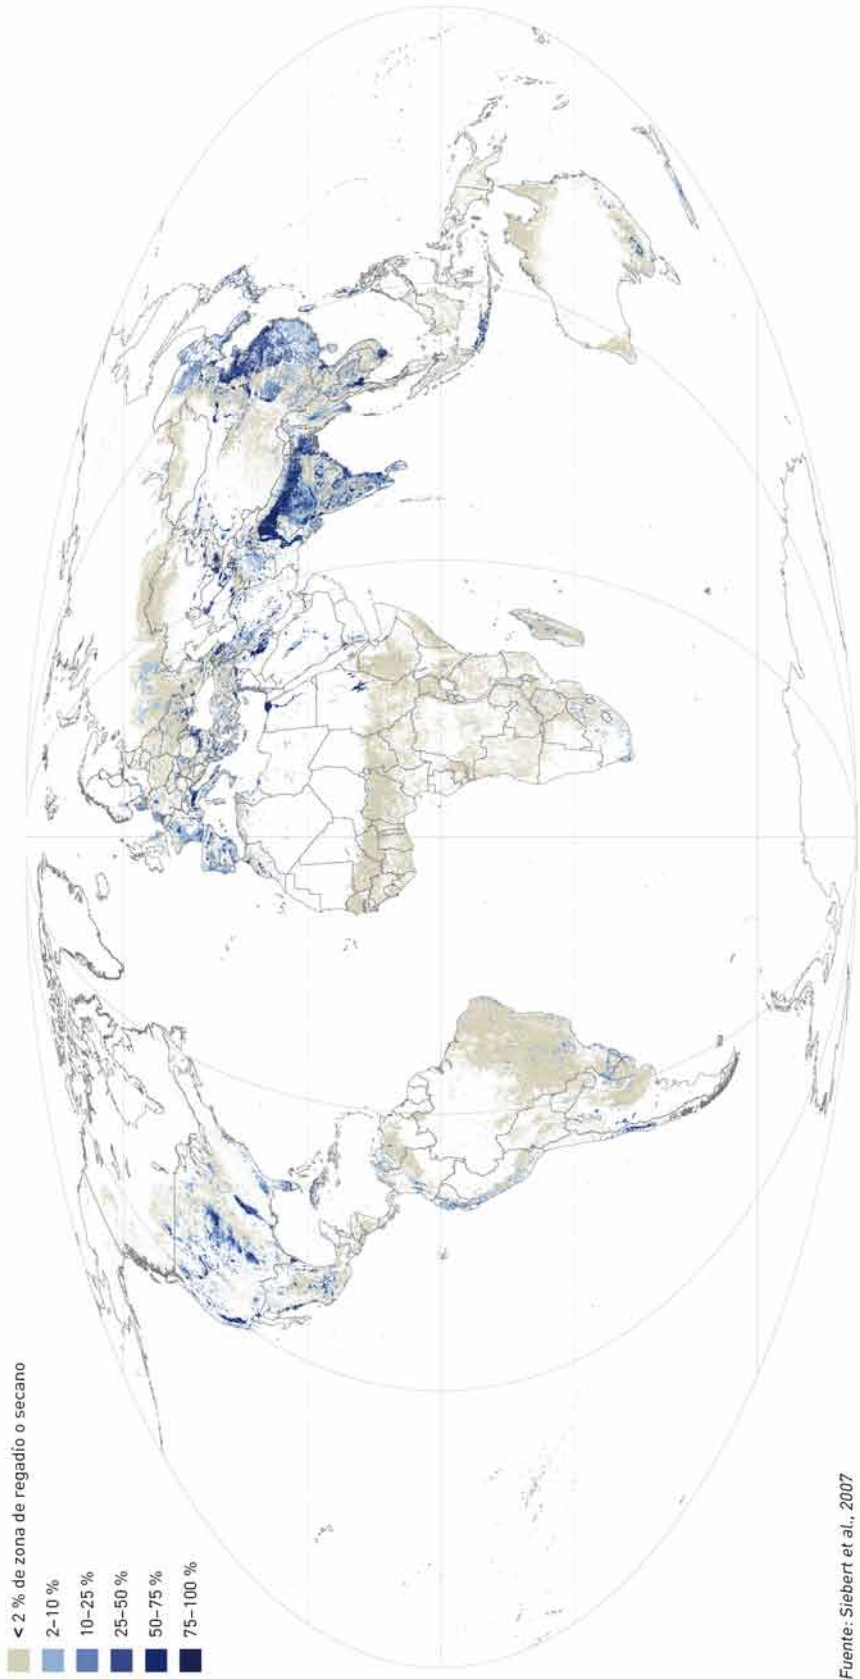 < 2 % de zona de regadio o secano
2–10 %
10–25 %
25–50 %
50–75 %
75–100 %
Fuente: Siebert et al., 2007